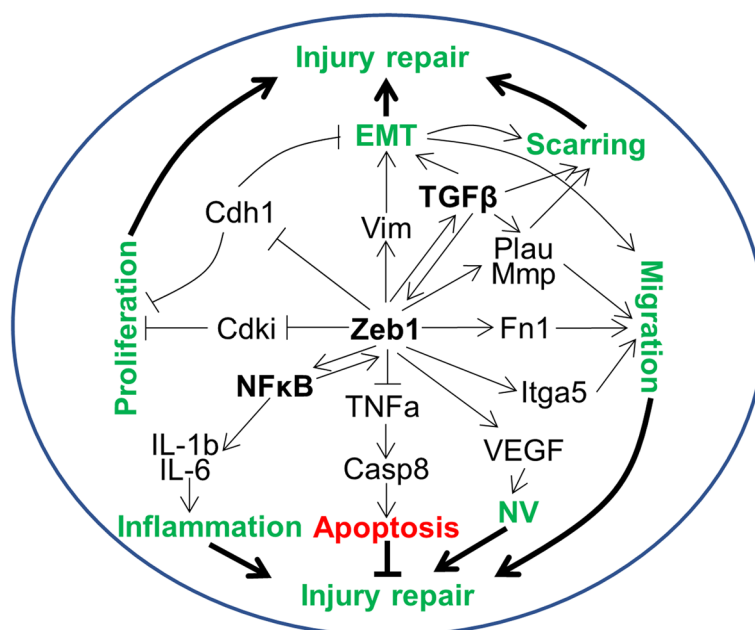 Injury repair
EMT
Scarring
TGFβ
Cdh1
Vim
Plau
Mmp
Proliferation
Migration
Cdki
Zeb1
Fn1
NFκB
TNFa
Itga5
IL-1b
IL-6
VEGF
Casp8
Inflammation
Apoptosis
NV
Injury repair